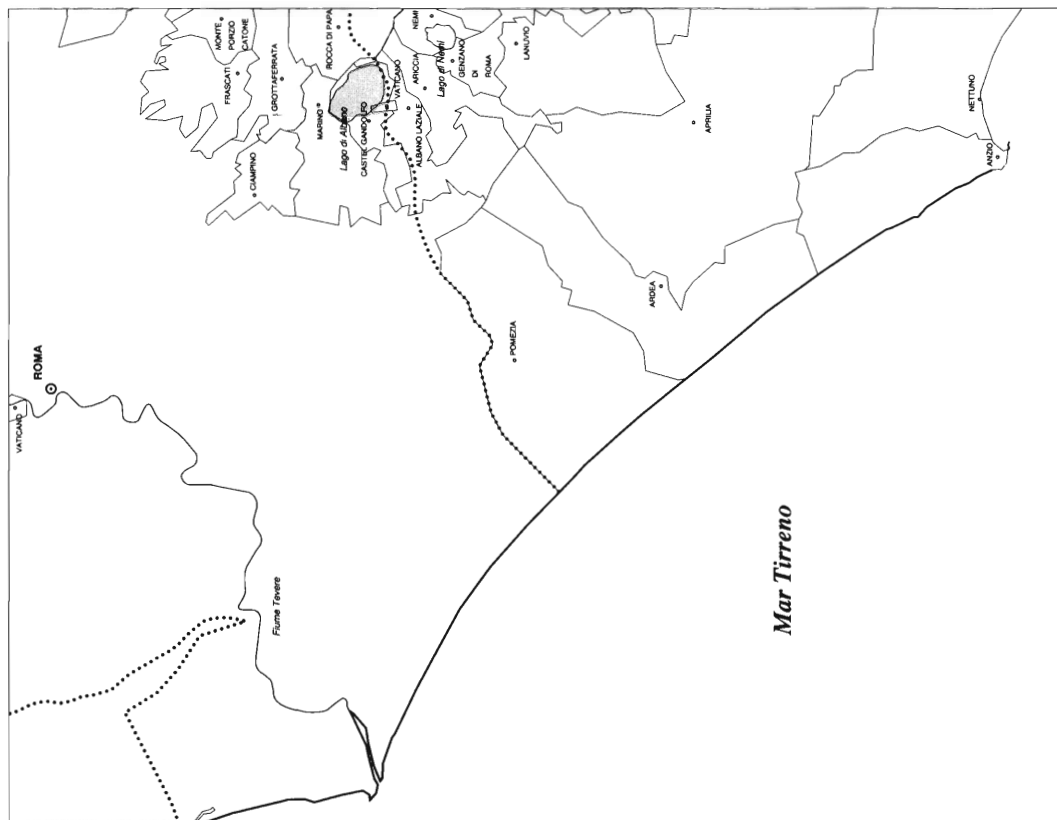 VATICANO
ROMA
MONTE
PORZIO
CATONE
FRASCATI
CIAMPINO
GROTTAFERRATA
Fiume Tevere
MARINO
ROCCA DI PAPA
Lago di Albano
CASTEL GANDOLFO
VATICANO
NEMI
ARICCIA
ALBANO LAZIALE
Lago di Nemi
GENZANO
DI
ROMA
POMEZIA
LANUVIO
ARDEA
APRILIA
Mar Tirreno
NETTUNO
ANZIO